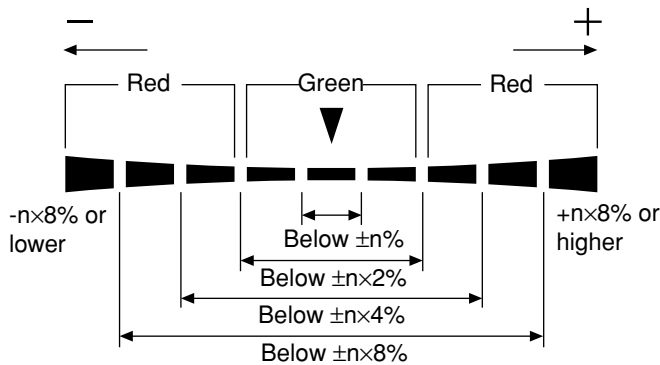 − +
Red Green Red
-n×8% or lower
+n×8% or higher
Below ±n%
Below ±n×2%
Below ±n×4%
Below ±n×8%